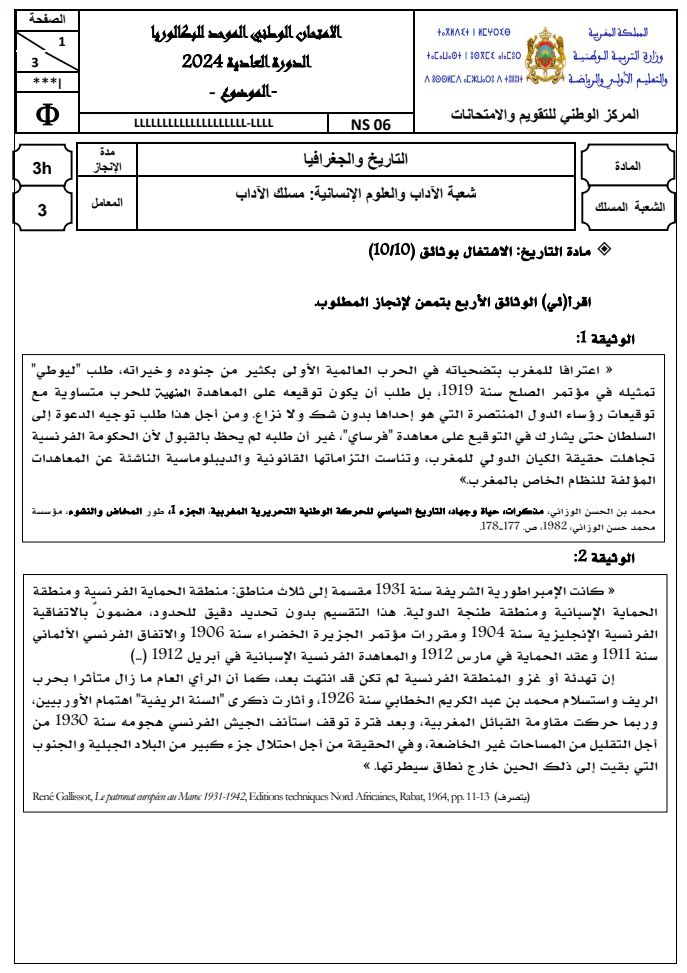 الصفحة
1
3
***|
Φ
الامتحان الوطني الموحد للبكالوريا
الدورة العادية 2024
-الموضوع -
LLLLLLLLLLLLLLLLLLLL-LLLL
NS 06
المملكة المغربية
وزارة التربية الوطنية
والتعليم الأولي والرياضة
ⵜⴰⴳⵍⴷⵉⵜ ⵏ ⵍⵎⵖⵔⵉⴱ
المركز الوطني للتقويم والامتحانات
المادة
التاريخ والجغرافيا
مدة الإنجاز
3h
الشعبة المسلك
شعبة الآداب والعلوم الإنسانية: مسلك الآداب
المعامل
3
مادة التاريخ: الاشتغال بوثائق (10/10)
اقرأ(ئي) الوثائق الأربع بتمعن لإنجاز المطلوب.
الوثيقة 1:
« اعترافا للمغرب بتضحياته في الحرب العالمية الأولى بكثير من جنوده وخيراته، طلب "ليوطي"
تمثيله في مؤتمر الصلح سنة 1919، بل طلب أن يكون توقيعه على المعاهدة المنهية للحرب متساوية مع
توقيعات رؤساء الدول المنتصرة التي هو إحداها بدون شك ولا نزاع. ومن أجل هذا طلب توجيه الدعوة إلى
السلطان حتى يشارك في التوقيع على معاهدة "فرساي"، غير أن طلبه لم يحظ بالقبول لأن الحكومة الفرنسية
تجاهلت حقيقة الكيان الدولي للمغرب، وتناست التزاماتها القانونية والديبلوماسية الناشئة عن المعاهدات
المؤلفة للنظام الخاص بالمغرب.»
محمد بن الحسن الوزاني، مذكرات: حياة وجهاد، التاريخ السياسي للحركة الوطنية التحريرية المغربية، الجزء 1، طور المخاض والنشوء، مؤسسة
محمد حسن الوزاني، 1982، ص. 177ـ178.
الوثيقة 2:
« كانت الإمبراطورية الشريفة سنة 1931 مقسمة إلى ثلاث مناطق: منطقة الحماية الفرنسية ومنطقة
الحماية الإسبانية ومنطقة طنجة الدولية. هذا التقسيم بدون تحديد دقيق للحدود، مضمونٌ بالاتفاقية
الفرنسية الإنجليزية سنة 1904 ومقررات مؤتمر الجزيرة الخضراء سنة 1906 والاتفاق الفرنسي الألماني
سنة 1911 وعقد الحماية في مارس 1912 والمعاهدة الفرنسية الإسبانية في أبريل 1912 (...)
إن تهدئة أو غزو المنطقة الفرنسية لم تكن قد انتهت بعد، كما أن الرأي العام ما زال متأثرا بحرب
الريف واستسلام محمد بن عبد الكريم الخطابي سنة 1926، وأثارت ذكرى "السنة الريفية" اهتمام الأوربيين،
وربما حركت مقاومة القبائل المغربية، وبعد فترة توقف استأنف الجيش الفرنسي هجومه سنة 1930 من
أجل التقليل من المساحات غير الخاضعة، وفي الحقيقة من أجل احتلال جزء كبير من البلاد الجبلية والجنوب
التي بقيت إلى ذلك الحين خارج نطاق سيطرتها. »
René Gallissot, Le patronat européen au Maroc 1931-1942, Editions techniques Nord Africaines, Rabat, 1964, pp. 11-13 (بتصرف)